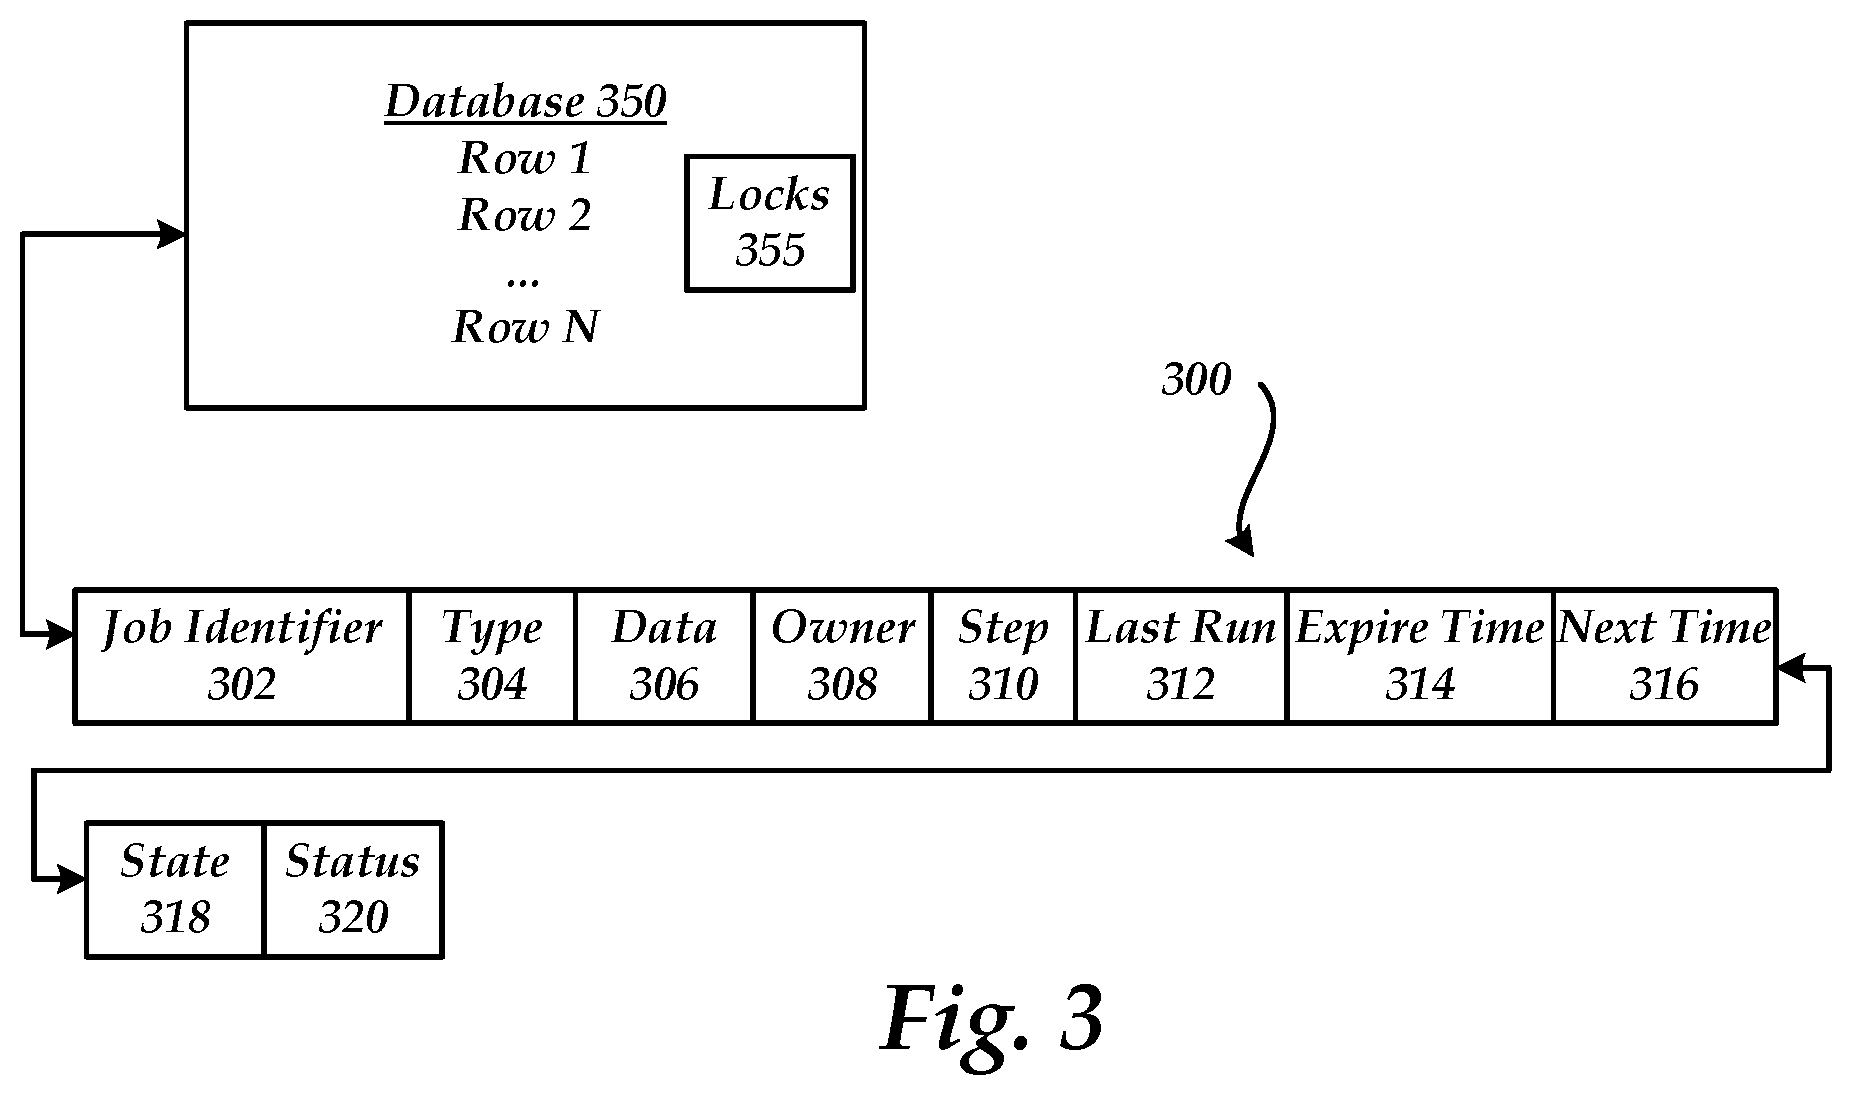 Database 350
Row 1
Row 2
...
Row N
Locks
355
300
Job Identifier
302
Type
304
Data
306
Owner
308
Step
310
Last Run
312
Expire Time
314
Next Time
316
State
318
Status
320
Fig. 3